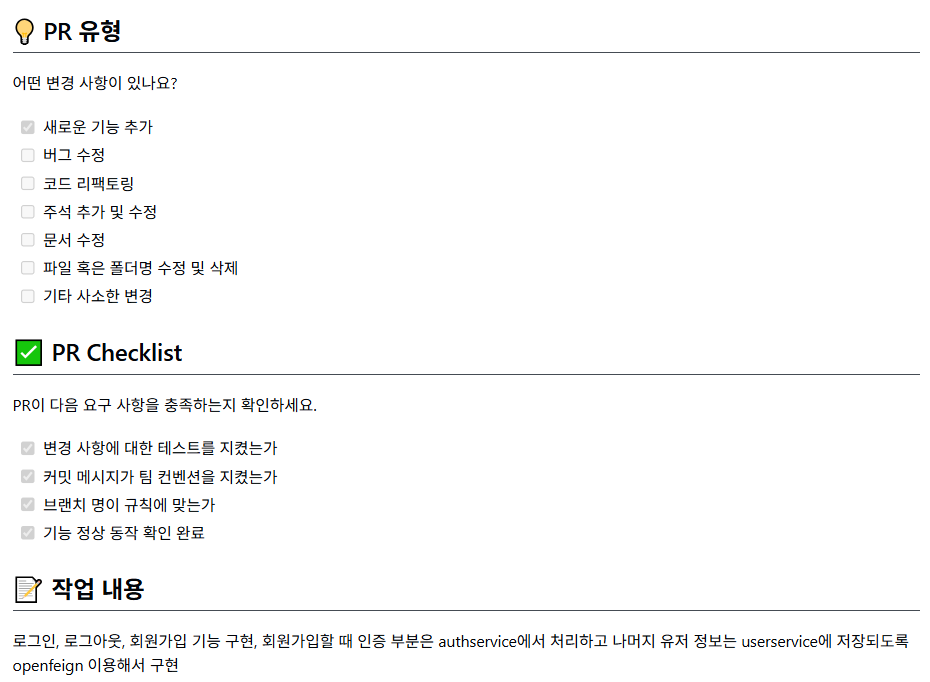 PR 유형
어떤 변경 사항이 있나요?
새로운 기능 추가
버그 수정
코드 리팩토링
주석 추가 및 수정
문서 수정
파일 혹은 폴더명 수정 및 삭제
기타 사소한 변경
PR Checklist
PR이 다음 요구 사항을 충족하는지 확인하세요.
변경 사항에 대한 테스트를 지켰는가
커밋 메시지가 팀 컨벤션을 지켰는가
브랜치 명이 규칙에 맞는가
기능 정상 동작 확인 완료
작업 내용
로그인, 로그아웃, 회원가입 기능 구현, 회원가입할 때 인증 부분은 authservice에서 처리하고 나머지 유저 정보는 userservice에 저장되도록
openfeign 이용해서 구현